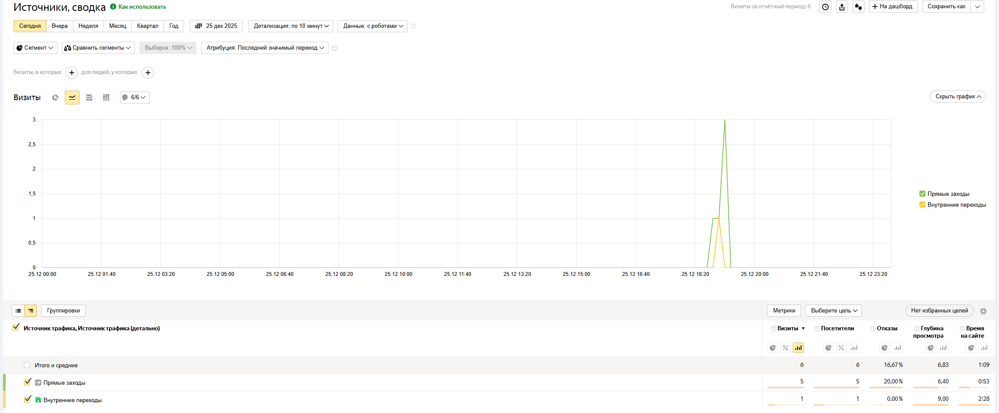 Источники, сводка
Как использовать
Визиты за отчётный период: 6
На дашборд
Сохранить как
Сегодня
Вчера
Неделя
Месяц
Квартал
Год
25 дек 2025
Детализация: по 10 минут
Данные: с роботами
Сегмент
Сравнить сегменты
Выборка: 100%
Атрибуция: Последний значимый переход
Визиты, в которых
для людей, у которых
Визиты
6/6
Скрыть график
3
2,5
2
1,5
1
0,5
0
25.12 00:00
25.12 01:40
25.12 03:20
25.12 05:00
25.12 06:40
25.12 08:20
25.12 10:00
25.12 11:40
25.12 13:20
25.12 15:00
25.12 16:40
25.12 18:20
25.12 20:00
25.12 21:40
25.12 23:20
Прямые заходы
Внутренние переходы
Группировки
Метрики
Выберите цель
Нет избранных целей
Источник трафика, Источник трафика (детально)
Визиты ▼
Посетители
Отказы
Глубина просмотра
Время на сайте
Итого и средние 6 6 16,67 % 6,83 1:09
Прямые заходы 5 5 20,00 % 6,40 0:53
Внутренние переходы 1 1 0,00 % 9,00 2:28